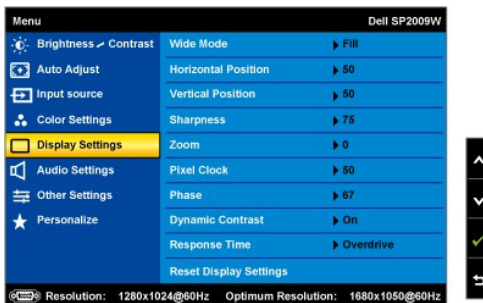 Menu Dell SP2009W
Brightness / Contrast Wide Mode Fill
Auto Adjust Horizontal Position 50
Input source Vertical Position 50
Color Settings Sharpness 75
Display Settings Zoom 0
Audio Settings Pixel Clock 50
Other Settings Phase 67
Personalize Dynamic Contrast On
Response Time Overdrive
Reset Display Settings
Resolution: 1280x1024@60Hz Optimum Resolution: 1680x1050@60Hz